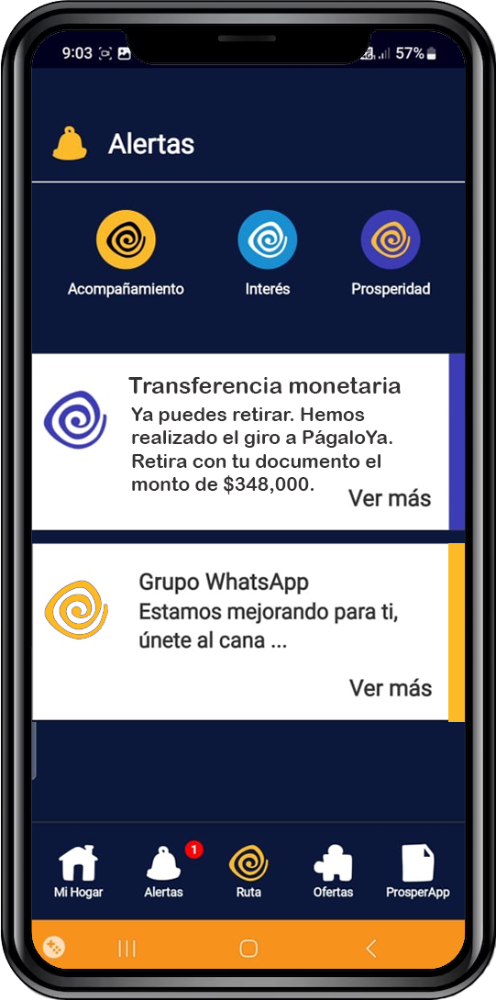 9:03
57%
Alertas
Acompañamiento
Interés
Prosperidad
Transferencia monetaria
Ya puedes retirar. Hemos
realizado el giro a PágaloYa.
Retira con tu documento el
monto de $348,000.
Ver más
Grupo WhatsApp
Estamos mejorando para ti,
únete al cana ...
Ver más
1
Mi Hogar
Alertas
Ruta
Ofertas
ProsperApp